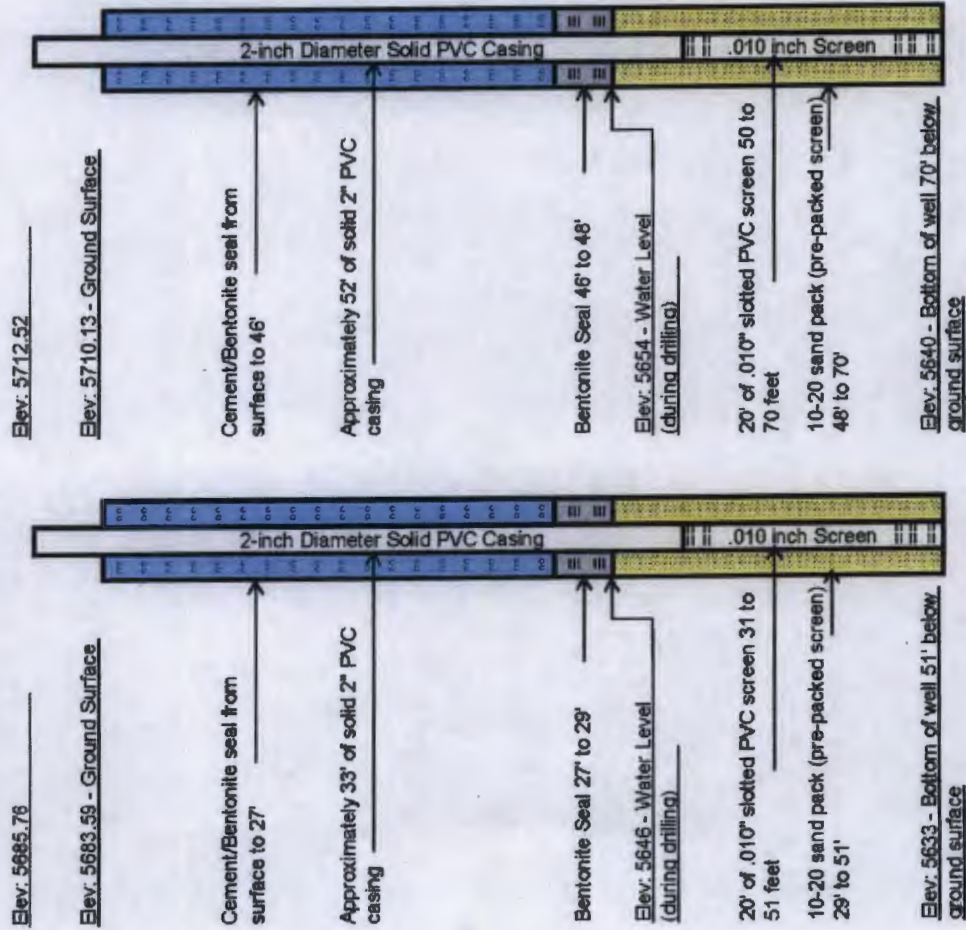 Elev: 5685.76
Elev: 5683.59 - Ground Surface
Cement/Bentonite seal from
surface to 27'
Approximately 33' of solid 2" PVC
casing
Bentonite Seal 27' to 29'
Elev: 5646 - Water Level
(during drilling)
20' of .010" slotted PVC screen 31 to
51 feet
10-20 sand pack (pre-packed screen)
29' to 51'
Elev: 5633 - Bottom of well 51' below
ground surface
2-inch Diameter Solid PVC Casing
.010 inch Screen
Elev: 5712.52
Elev: 5710.13 - Ground Surface
Cement/Bentonite seal from
surface to 46'
Approximately 52' of solid 2" PVC
casing
Bentonite Seal 46' to 48'
Elev: 5654 - Water Level
(during drilling)
20' of .010" slotted PVC screen 50 to
70 feet
10-20 sand pack (pre-packed screen)
48' to 70'
Elev: 5640 - Bottom of well 70' below
ground surface
2-inch Diameter Solid PVC Casing
.010 inch Screen